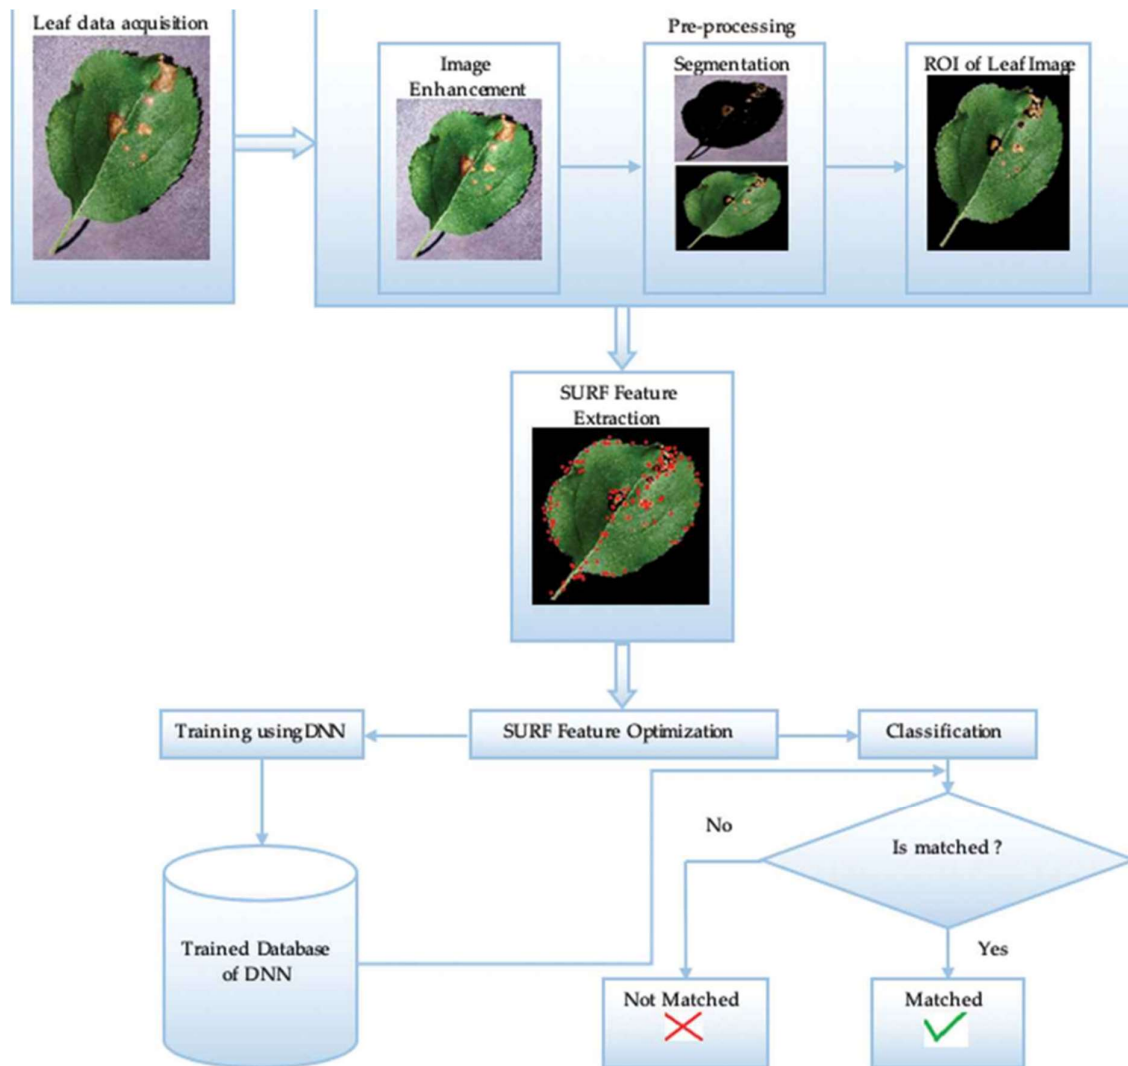 Leaf data acquisition
Pre-processing
Image
Enhancement
Segmentation
ROI of Leaf Image
SURF Feature
Extraction
Training using DNN
SURF Feature Optimization
Classification
No
Is matched ?
Yes
Trained Database
of DNN
Not Matched
Matched